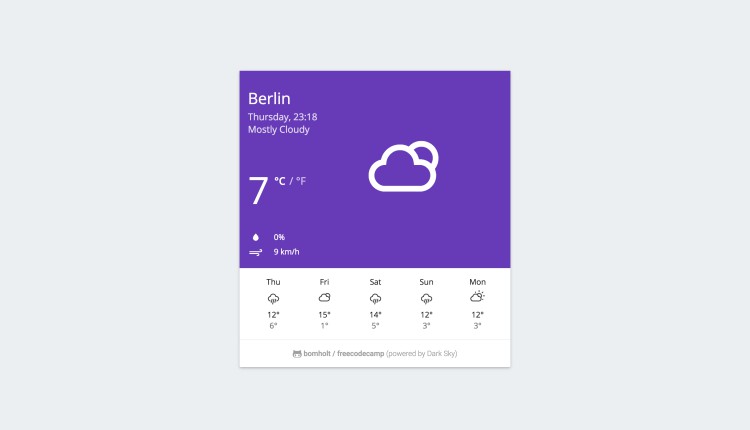 Berlin
Thursday, 23:18
Mostly Cloudy
7 °C / °F
0%
9 km/h
Thu Fri Sat Sun Mon
12° 15° 14° 12° 12°
6° 1° 5° 3° 3°
bomholt / freecodecamp (powered by Dark Sky)